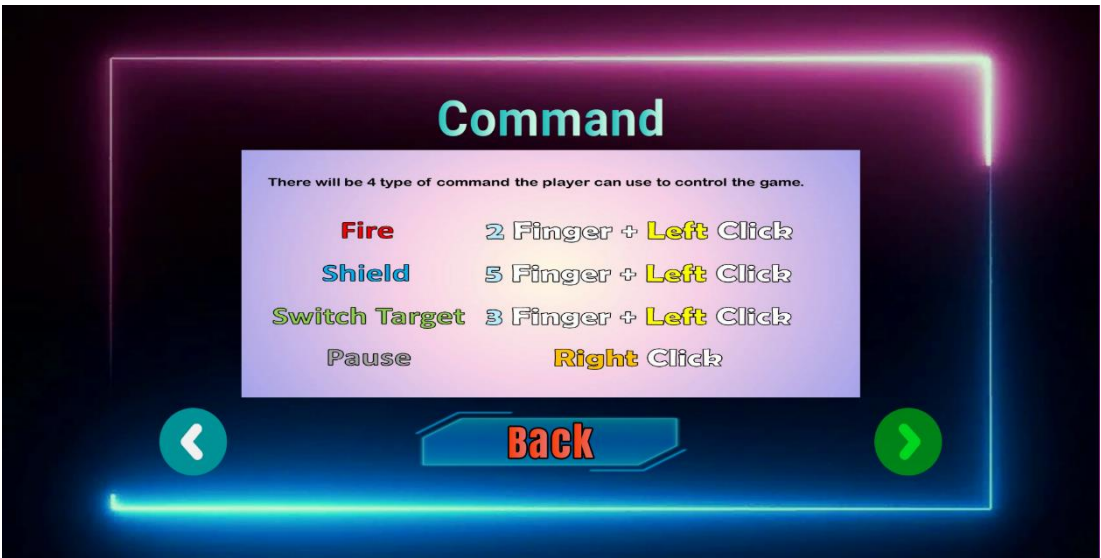 Command
There will be 4 type of command the player can use to control the game.
Fire 2 Finger + Left Click
Shield 5 Finger + Left Click
Switch Target 3 Finger + Left Click
Pause Right Click
Back